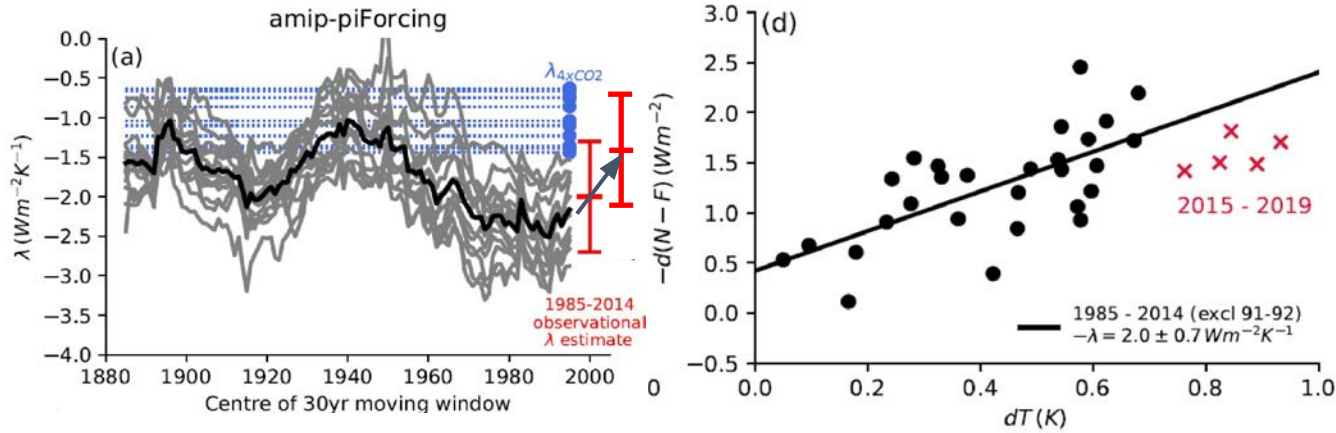 amip-piForcing
(a)
λ4xCO2
0.0
−0.5
−1.0
−1.5
−2.0
−2.5
−3.0
−3.5
−4.0
λ (Wm−2K−1)
1985-2014
observational
λ estimate
1880 1900 1920 1940 1960 1980 2000
Centre of 30yr moving window
0
(d)
3.0
2.5
2.0
1.5
1.0
0.5
0.0
−0.5
−d(N − F) (Wm−2)
2015 - 2019
1985 - 2014 (excl 91-92)
−λ = 2.0 ± 0.7 Wm−2K−1
0.0 0.2 0.4 0.6 0.8 1.0
dT (K)